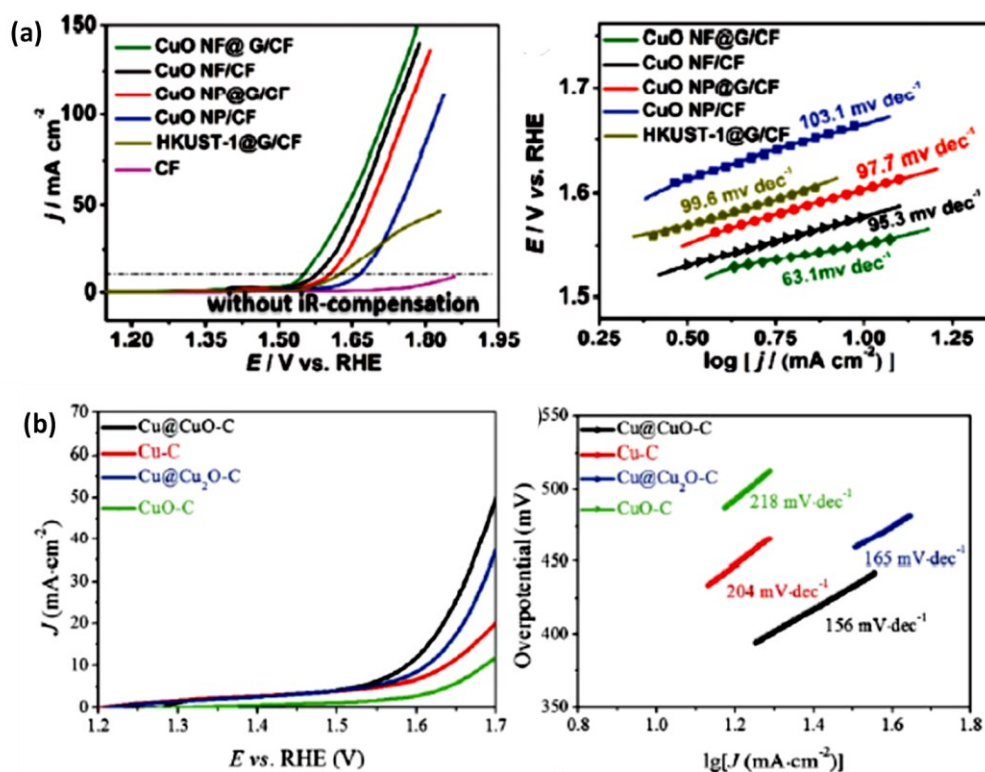 (a)
150
100
50
0
j / mA cm⁻²
CuO NF@ G/CF
CuO NF/CF
CuO NP@G/CF
CuO NP/CF
HKUST-1@G/CF
CF
without iR-compensation
1.20 1.35 1.50 1.65 1.80 1.95
E / V vs. RHE
1.7
1.6
1.5
E / V vs. RHE
CuO NF@G/CF
CuO NF/CF
CuO NP@G/CF
CuO NP/CF
HKUST-1@G/CF
103.1 mv dec⁻¹
99.6 mv dec⁻¹
97.7 mv dec⁻¹
95.3 mv dec⁻¹
63.1mv dec⁻¹
0.25 0.50 0.75 1.00 1.25
log [ j / (mA cm⁻²) ]
(b)
70
60
50
40
30
20
10
0
J (mA·cm⁻²)
Cu@CuO-C
Cu-C
Cu@Cu₂O-C
CuO-C
1.2 1.3 1.4 1.5 1.6 1.7
E vs. RHE (V)
)550
500
450
400
350
Overpotential (mV)
Cu@CuO-C
Cu-C
Cu@Cu₂O-C
CuO-C
218 mV·dec⁻¹
165 mV·dec⁻¹
204 mV·dec⁻¹
156 mV·dec⁻¹
0.8 1.0 1.2 1.4 1.6 1.8
lg[J (mA·cm⁻²)]